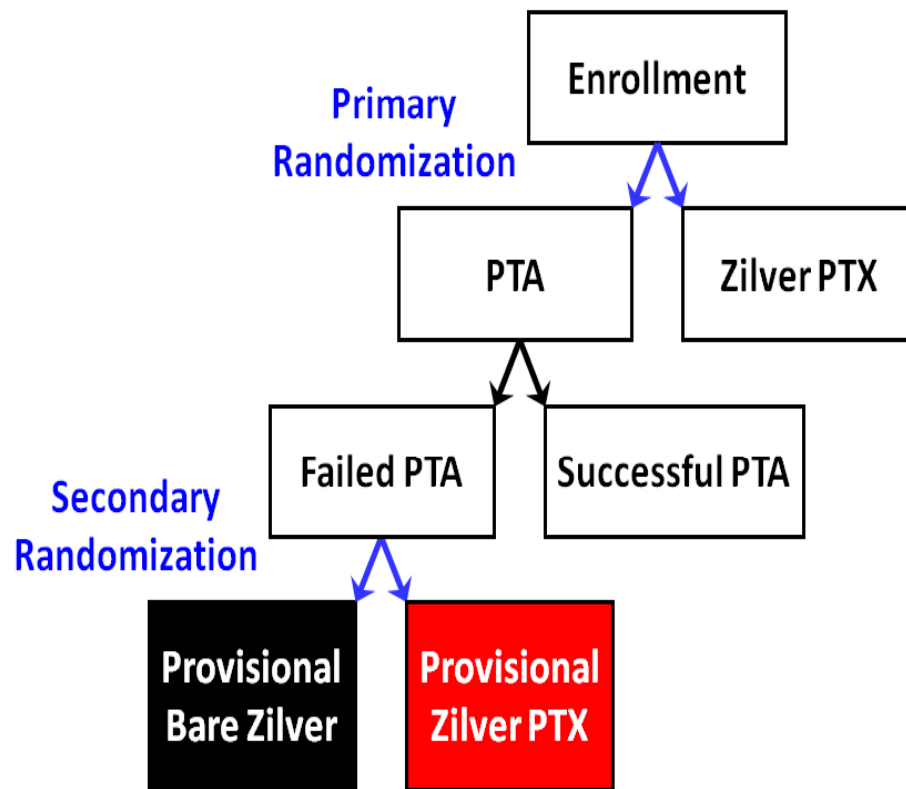 Enrollment
Primary
Randomization
PTA
Zilver PTX
Failed PTA
Successful PTA
Secondary
Randomization
Provisional
Bare Zilver
Provisional
Zilver PTX